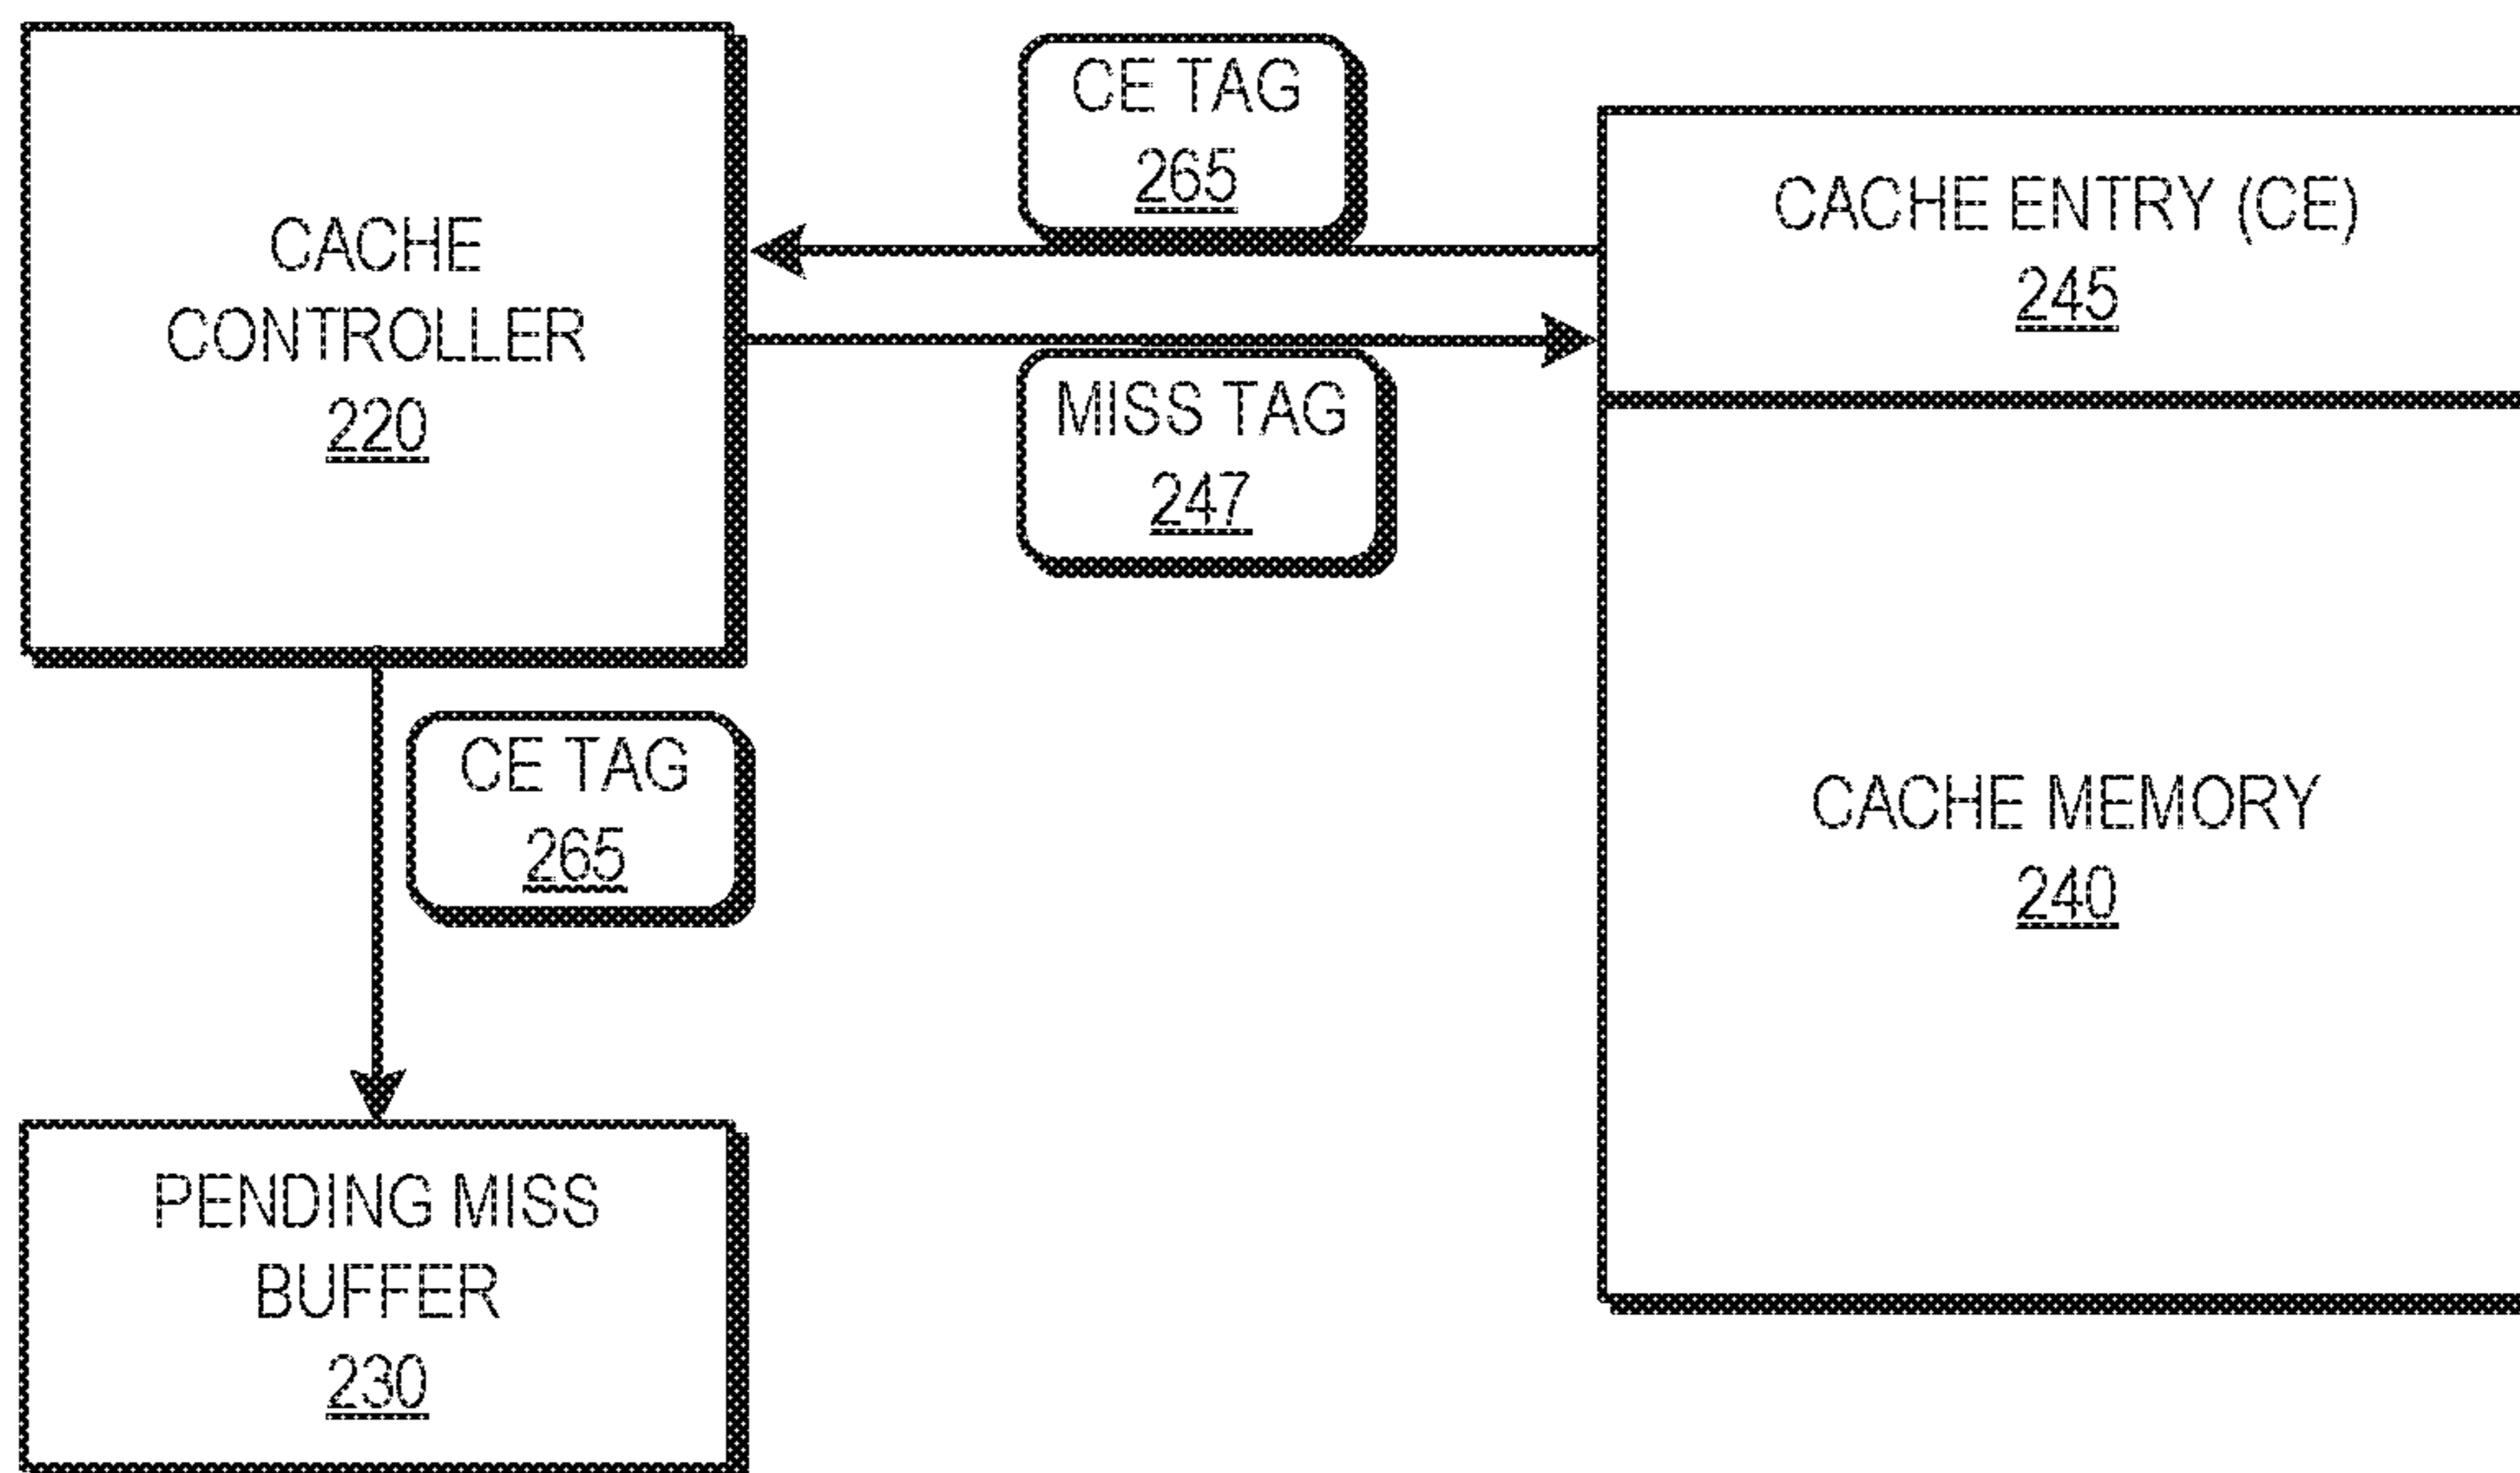 CACHE
CONTROLLER
220
CE TAG
265
MISS TAG
247
CACHE ENTRY (CE)
245
CACHE MEMORY
240
CE TAG
265
PENDING MISS
BUFFER
230